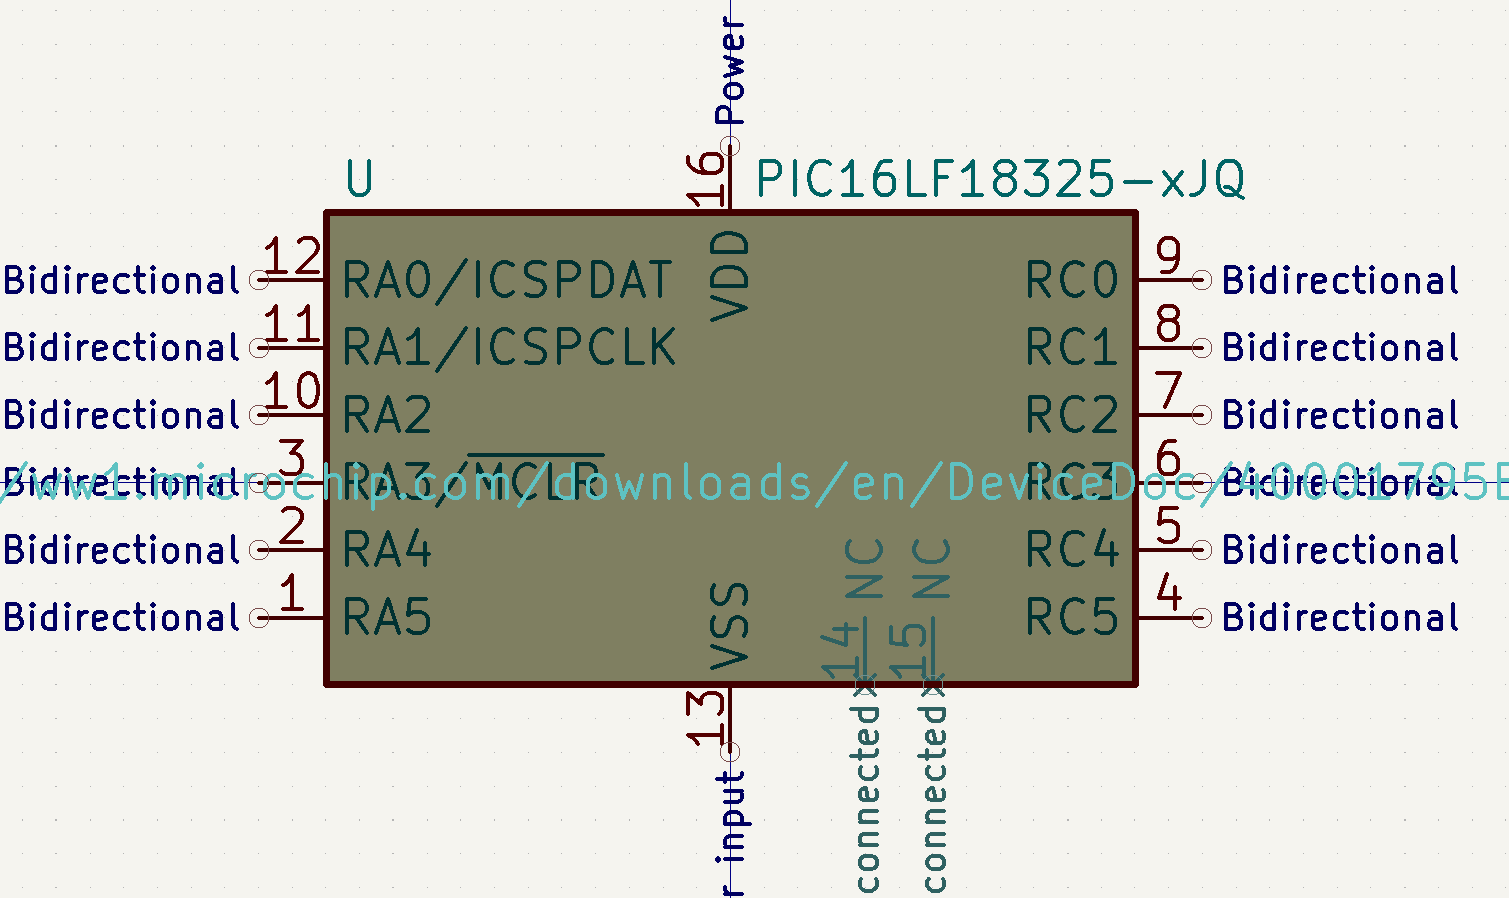 Power
U
16
PIC16LF18325-xJQ
VDD
Bidirectional 12 RA0/ICSPDAT
RC0 9 Bidirectional
Bidirectional 11 RA1/ICSPCLK
RC1 8 Bidirectional
Bidirectional 10 RA2
RC2 7 Bidirectional
Bidirectional 3 RA3/MCLR
RC3 6 Bidirectional
/ww1.microchip.com/downloads/en/DeviceDoc/40001795
Bidirectional 2 RA4
RC4 5 Bidirectional
Bidirectional 1 RA5
RC5 4 Bidirectional
VSS
NC
NC
13
14
15
r input
connected
connected